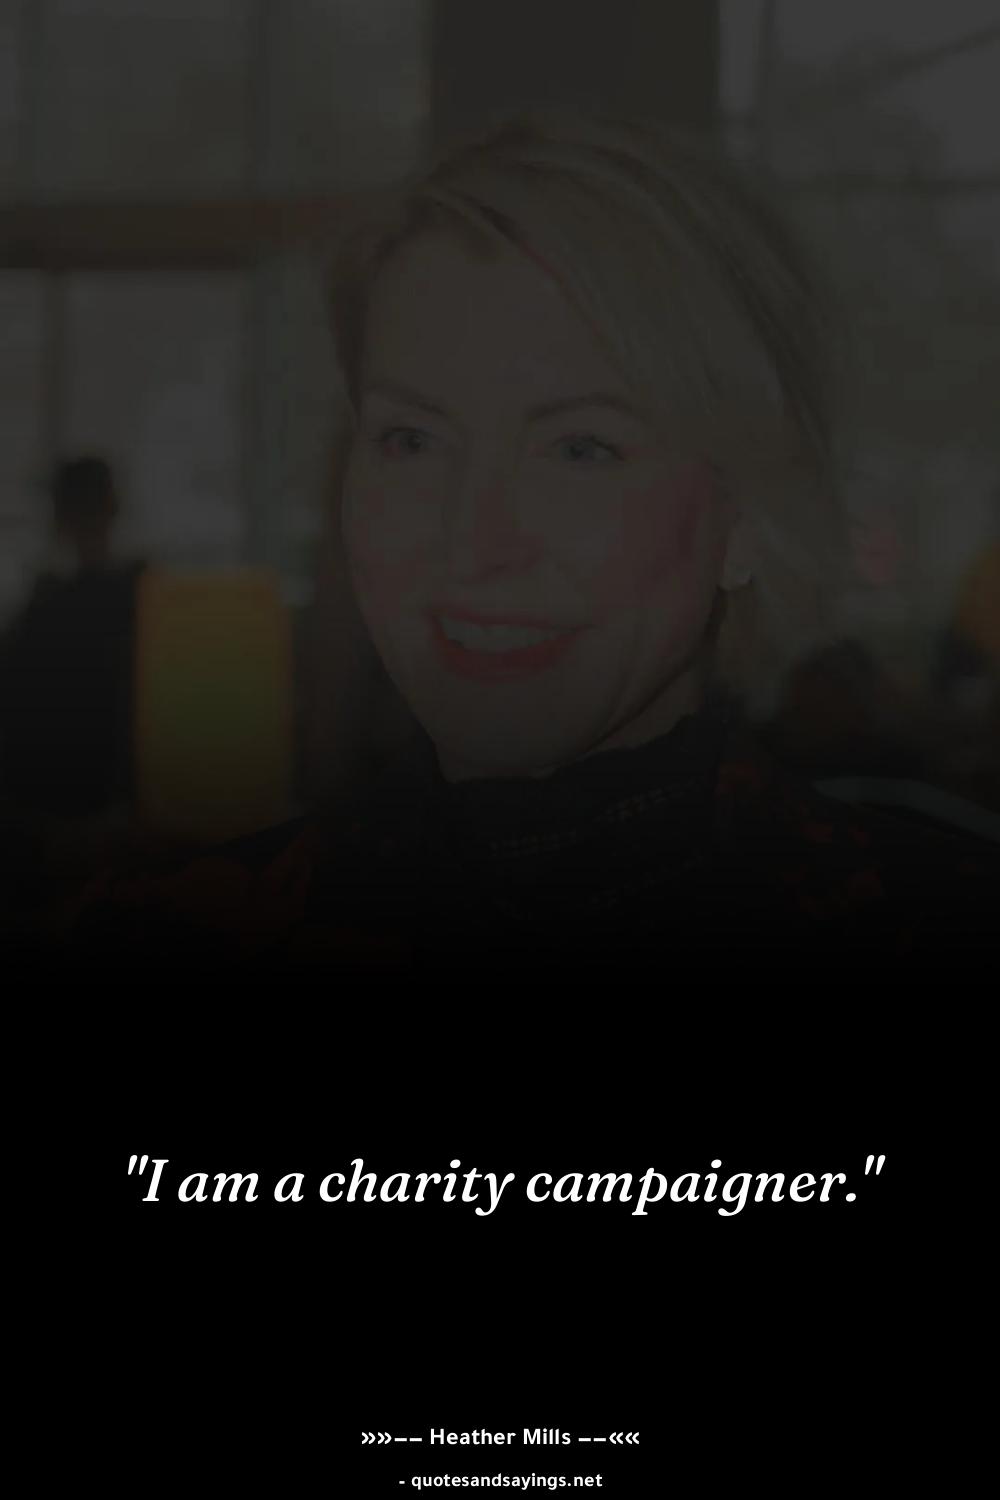 "I am a charity campaigner."
»»−− Heather Mills −−««
- quotesandsayings.net